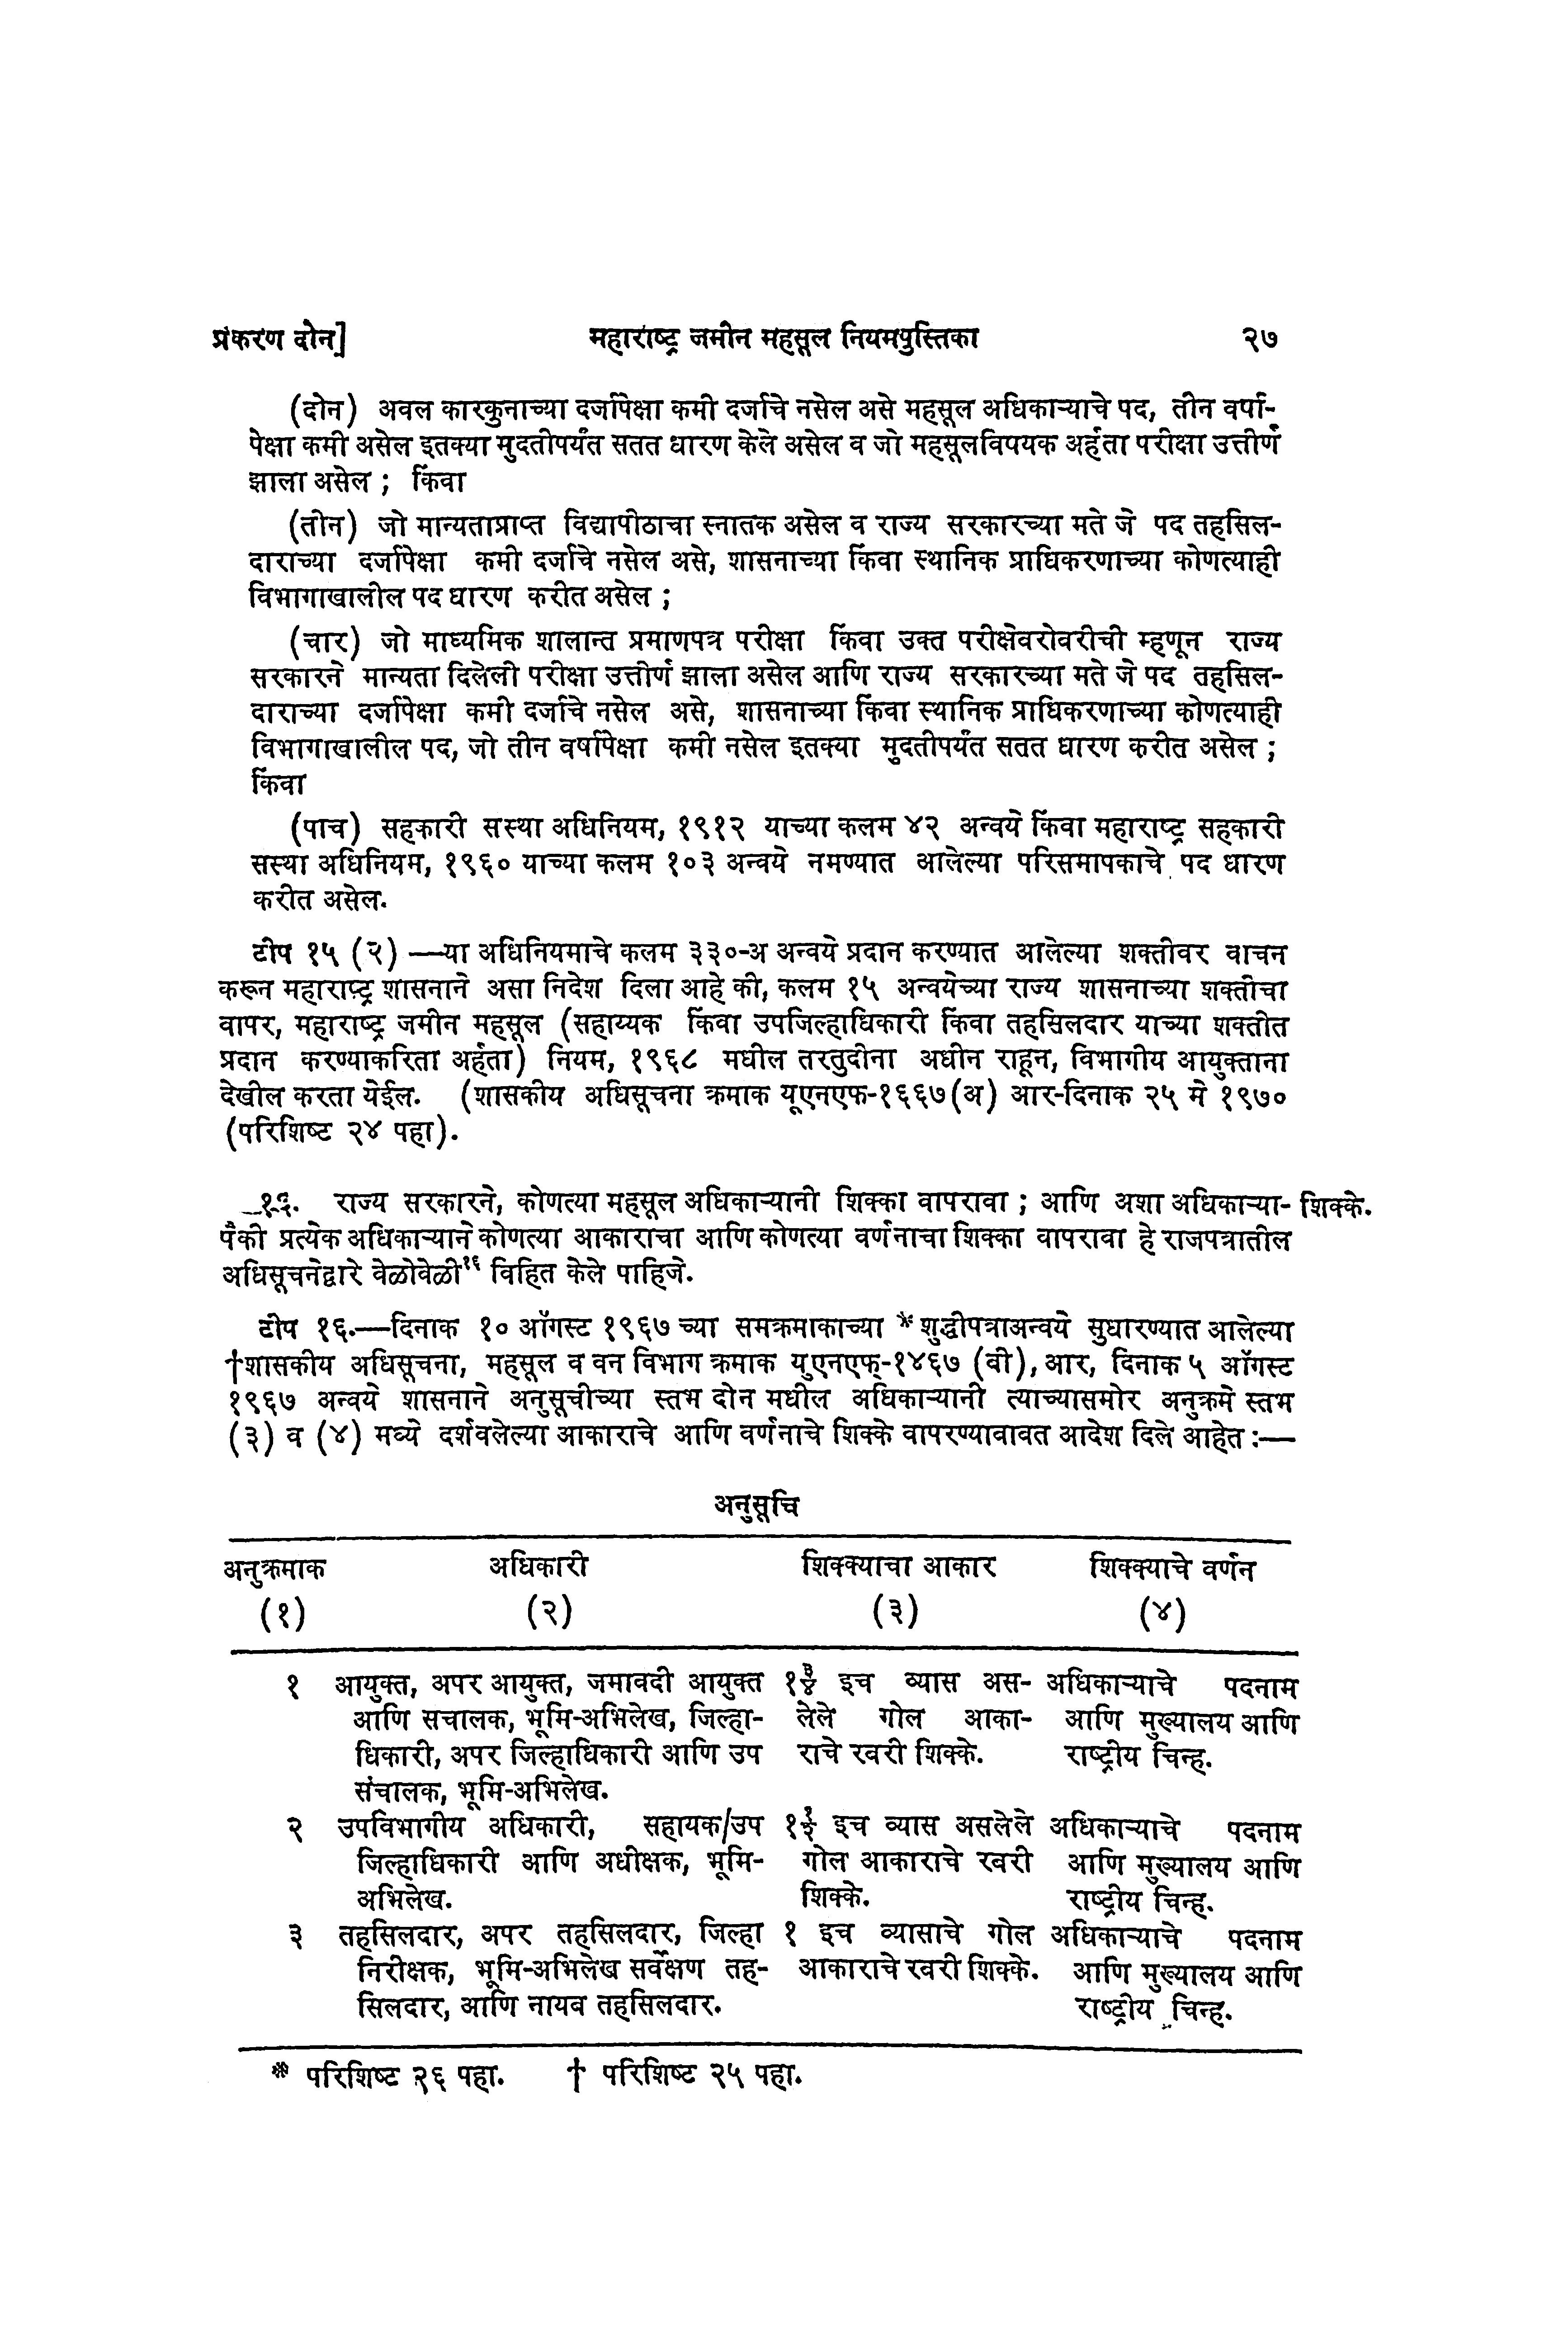 प्रकरण दोन] महाराष्ट्र जमीन महसूल नियमपुस्तिका २७
(दोन) अवल कारकुनाच्या दर्जापेक्षा कमी दर्जाचे नसेल असे महसूल अधिकाऱ्याचे पद, तीन वर्षा-
पेक्षा कमी असेल इतक्या मुदतीपर्यंत सतत धारण केले असेल व जो महसूलविषयक अर्हता परीक्षा उत्तीर्ण
झाला असेल ; किंवा
(तीन) जो मान्यताप्राप्त विद्यापीठाचा स्नातक असेल व राज्य सरकारच्या मते जे पद तहसिल-
दाराच्या दर्जापेक्षा कमी दर्जाचे नसेल असे, शासनाच्या किंवा स्थानिक प्राधिकरणाच्या कोणत्याही
विभागाखालील पद धारण करीत असेल ;
(चार) जो माध्यमिक शालान्त प्रमाणपत्र परीक्षा किंवा उक्त परीक्षेबरोबरीची म्हणून राज्य
सरकारने मान्यता दिलेली परीक्षा उत्तीर्ण झाला असेल आणि राज्य सरकारच्या मते जे पद तहसिल-
दाराच्या दर्जापेक्षा कमी दर्जाचे नसेल असे, शासनाच्या किंवा स्थानिक प्राधिकरणाच्या कोणत्याही
विभागाखालील पद, जो तीन वर्षापेक्षा कमी नसेल इतक्या मुदतीपर्यंत सतत धारण करीत असेल ;
किंवा
(पाच) सहकारी सस्था अधिनियम, १९१२ याच्या कलम ४२ अन्वये किंवा महाराष्ट्र सहकारी
सस्था अधिनियम, १९६० याच्या कलम १०३ अन्वये नमण्यात आलेल्या परिसमापकाचे पद धारण
करीत असेल.
टीप १५ (२) —या अधिनियमाचे कलम ३३०-अ अन्वये प्रदान करण्यात आलेल्या शक्तीवर वाचन
करून महाराष्ट्र शासनाने असा निदेश दिला आहे की, कलम १५ अन्वयेच्या राज्य शासनाच्या शक्तीचा
वापर, महाराष्ट्र जमीन महसूल (सहाय्यक किंवा उपजिल्हाधिकारी किंवा तहसिलदार याच्या शक्तीत
प्रदान करण्याकरिता अर्हता) नियम, १९६८ मधील तरतुदीना अधीन राहून, विभागीय आयुक्ताना
देखील करता येईल. (शासकीय अधिसूचना क्रमाक यूएनएफ-१६६७(अ) आर-दिनाक २५ मे १९७०
(परिशिष्ट २४ पहा).
१६. राज्य सरकारने, कोणत्या महसूल अधिकाऱ्यानी शिक्का वापरावा ; आणि अशा अधिकाऱ्या- शिक्के.
पैकी प्रत्येक अधिकाऱ्याने कोणत्या आकाराचा आणि कोणत्या वर्णनाचा शिक्का वापरावा हे राजपत्रातील
अधिसूचनेद्वारे वेळोवेळी¹⁶ विहित केले पाहिजे.
टीप १६.—दिनाक १० ऑगस्ट १९६७ च्या समक्रमाकाच्या *शुद्धीपत्राअन्वये सुधारण्यात आलेल्या
†शासकीय अधिसूचना, महसूल व वन विभाग क्रमाक युएनएफ्-१४६७ (बी), आर, दिनाक ५ ऑगस्ट
१९६७ अन्वये शासनाने अनुसूचीच्या स्तभ दोन मधील अधिकाऱ्यानी त्याच्यासमोर अनुक्रमे स्तभ
(३) व (४) मध्ये दर्शवलेल्या आकाराचे आणि वर्णनाचे शिक्के वापरण्याबाबत आदेश दिले आहेत :—
अनुसूचि
अनुक्रमाक अधिकारी शिक्क्याचा आकार शिक्क्याचे वर्णन
(१) (२) (३) (४)
१ आयुक्त, अपर आयुक्त, जमाबदी आयुक्त १¾ इच व्यास अस- अधिकाऱ्याचे पदनाम
आणि सचालक, भूमि-अभिलेख, जिल्हा- लेले गोल आका- आणि मुख्यालय आणि
धिकारी, अपर जिल्हाधिकारी आणि उप राचे रबरी शिक्के. राष्ट्रीय चिन्ह.
संचालक, भूमि-अभिलेख.
२ उपविभागीय अधिकारी, सहायक/उप १½ इच व्यास असलेले अधिकाऱ्याचे पदनाम
जिल्हाधिकारी आणि अधीक्षक, भूमि- गोल आकाराचे रबरी आणि मुख्यालय आणि
अभिलेख. शिक्के. राष्ट्रीय चिन्ह.
३ तहसिलदार, अपर तहसिलदार, जिल्हा १ इच व्यासाचे गोल अधिकाऱ्याचे पदनाम
निरीक्षक, भूमि-अभिलेख सर्वेक्षण तह- आकाराचे रबरी शिक्के. आणि मुख्यालय आणि
सिलदार, आणि नायब तहसिलदार. राष्ट्रीय चिन्ह.
* परिशिष्ट २६ पहा. † परिशिष्ट २५ पहा.